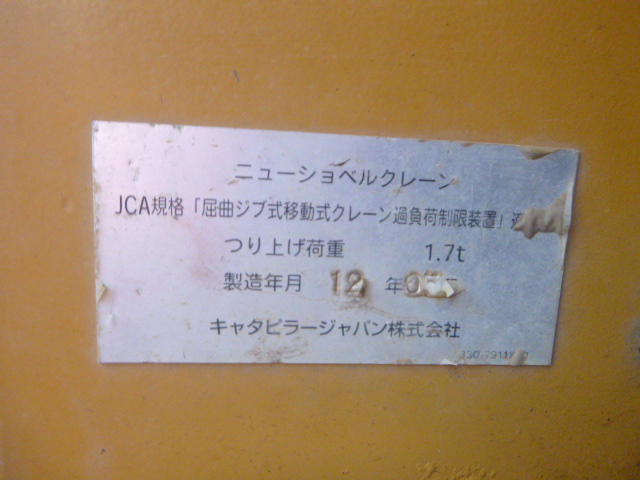 ニューショベルクレーン
JCA規格「屈曲ジブ式移動式クレーン過負荷制限装置」
つり上げ荷重 1.7t
製造年月 12 年
キャタピラージャパン株式会社